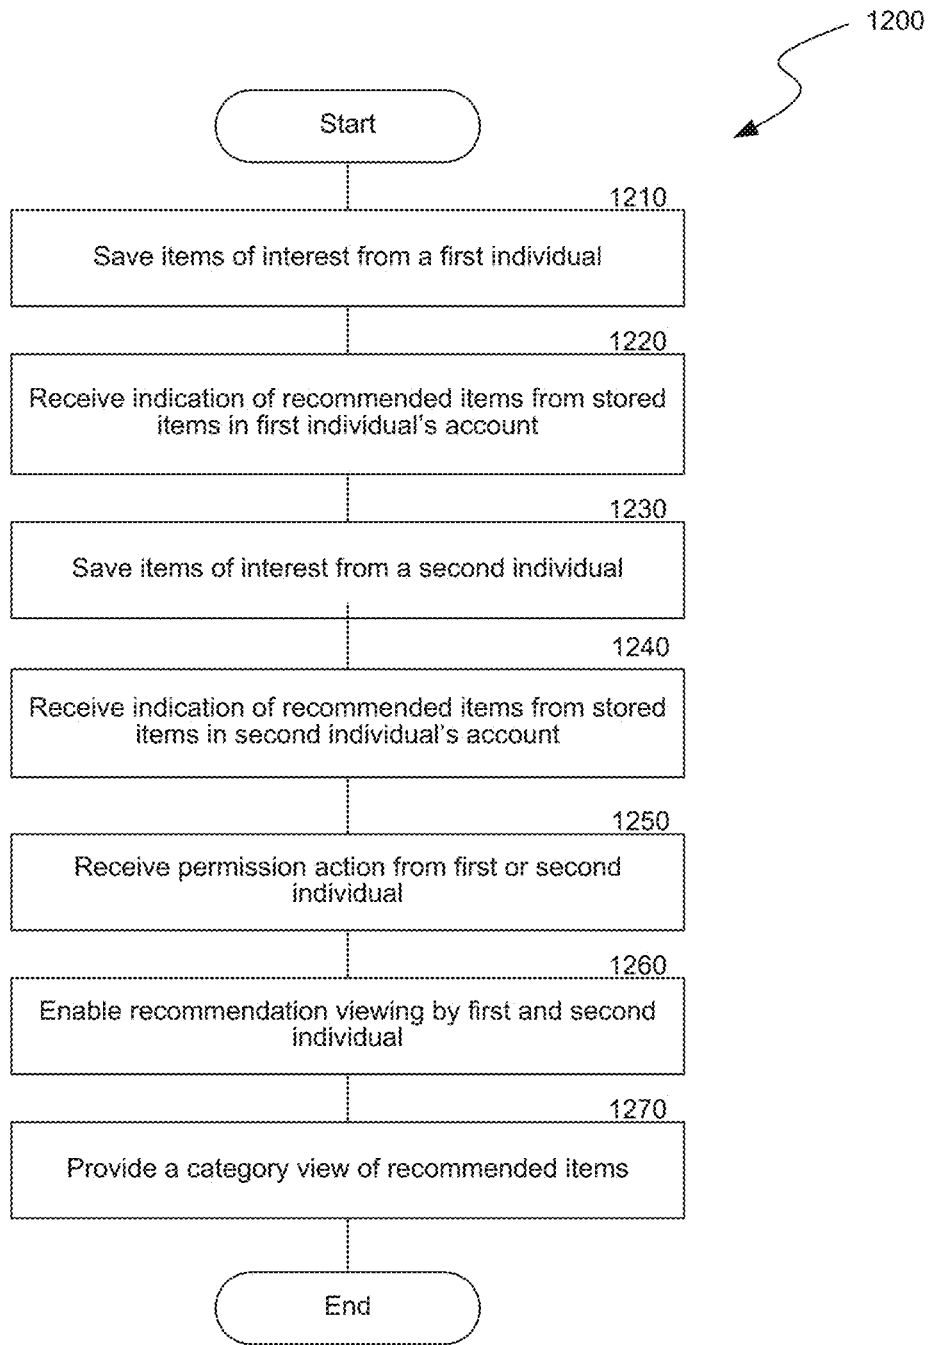 1200
Start
1210
Save items of interest from a first individual
1220
Receive indication of recommended items from stored
items in first individual's account
1230
Save items of interest from a second individual
1240
Receive indication of recommended items from stored
items in second individual's account
1250
Receive permission action from first or second
individual
1260
Enable recommendation viewing by first and second
individual
1270
Provide a category view of recommended items
End